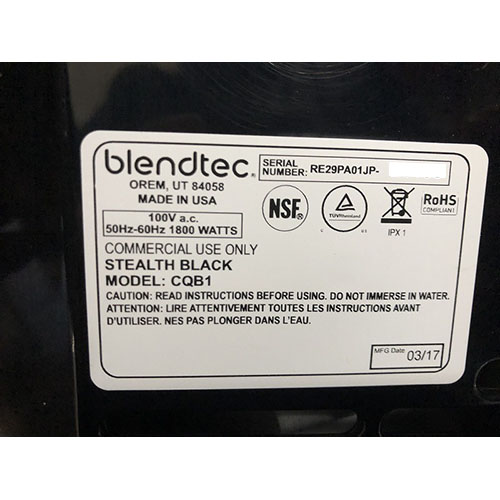 blendtec®
OREM, UT 84058
MADE IN USA
SERIAL NUMBER: RE29PA01JP-
100V a.c.
50Hz-60Hz 1800 WATTS
NSF
TÜVRheinland
C US
IPX 1
RoHS
COMPLIANT
COMMERCIAL USE ONLY
STEALTH BLACK
MODEL: CQB1
CAUTION: READ INSTRUCTIONS BEFORE USING. DO NOT IMMERSE IN WATER.
ATTENTION: LIRE ATTENTIVEMENT TOUTES LES INSTRUCTIONS AVANT
D'UTILISER. NES PAS PLONGER DANS L'EAU.
MFG Date 03/17